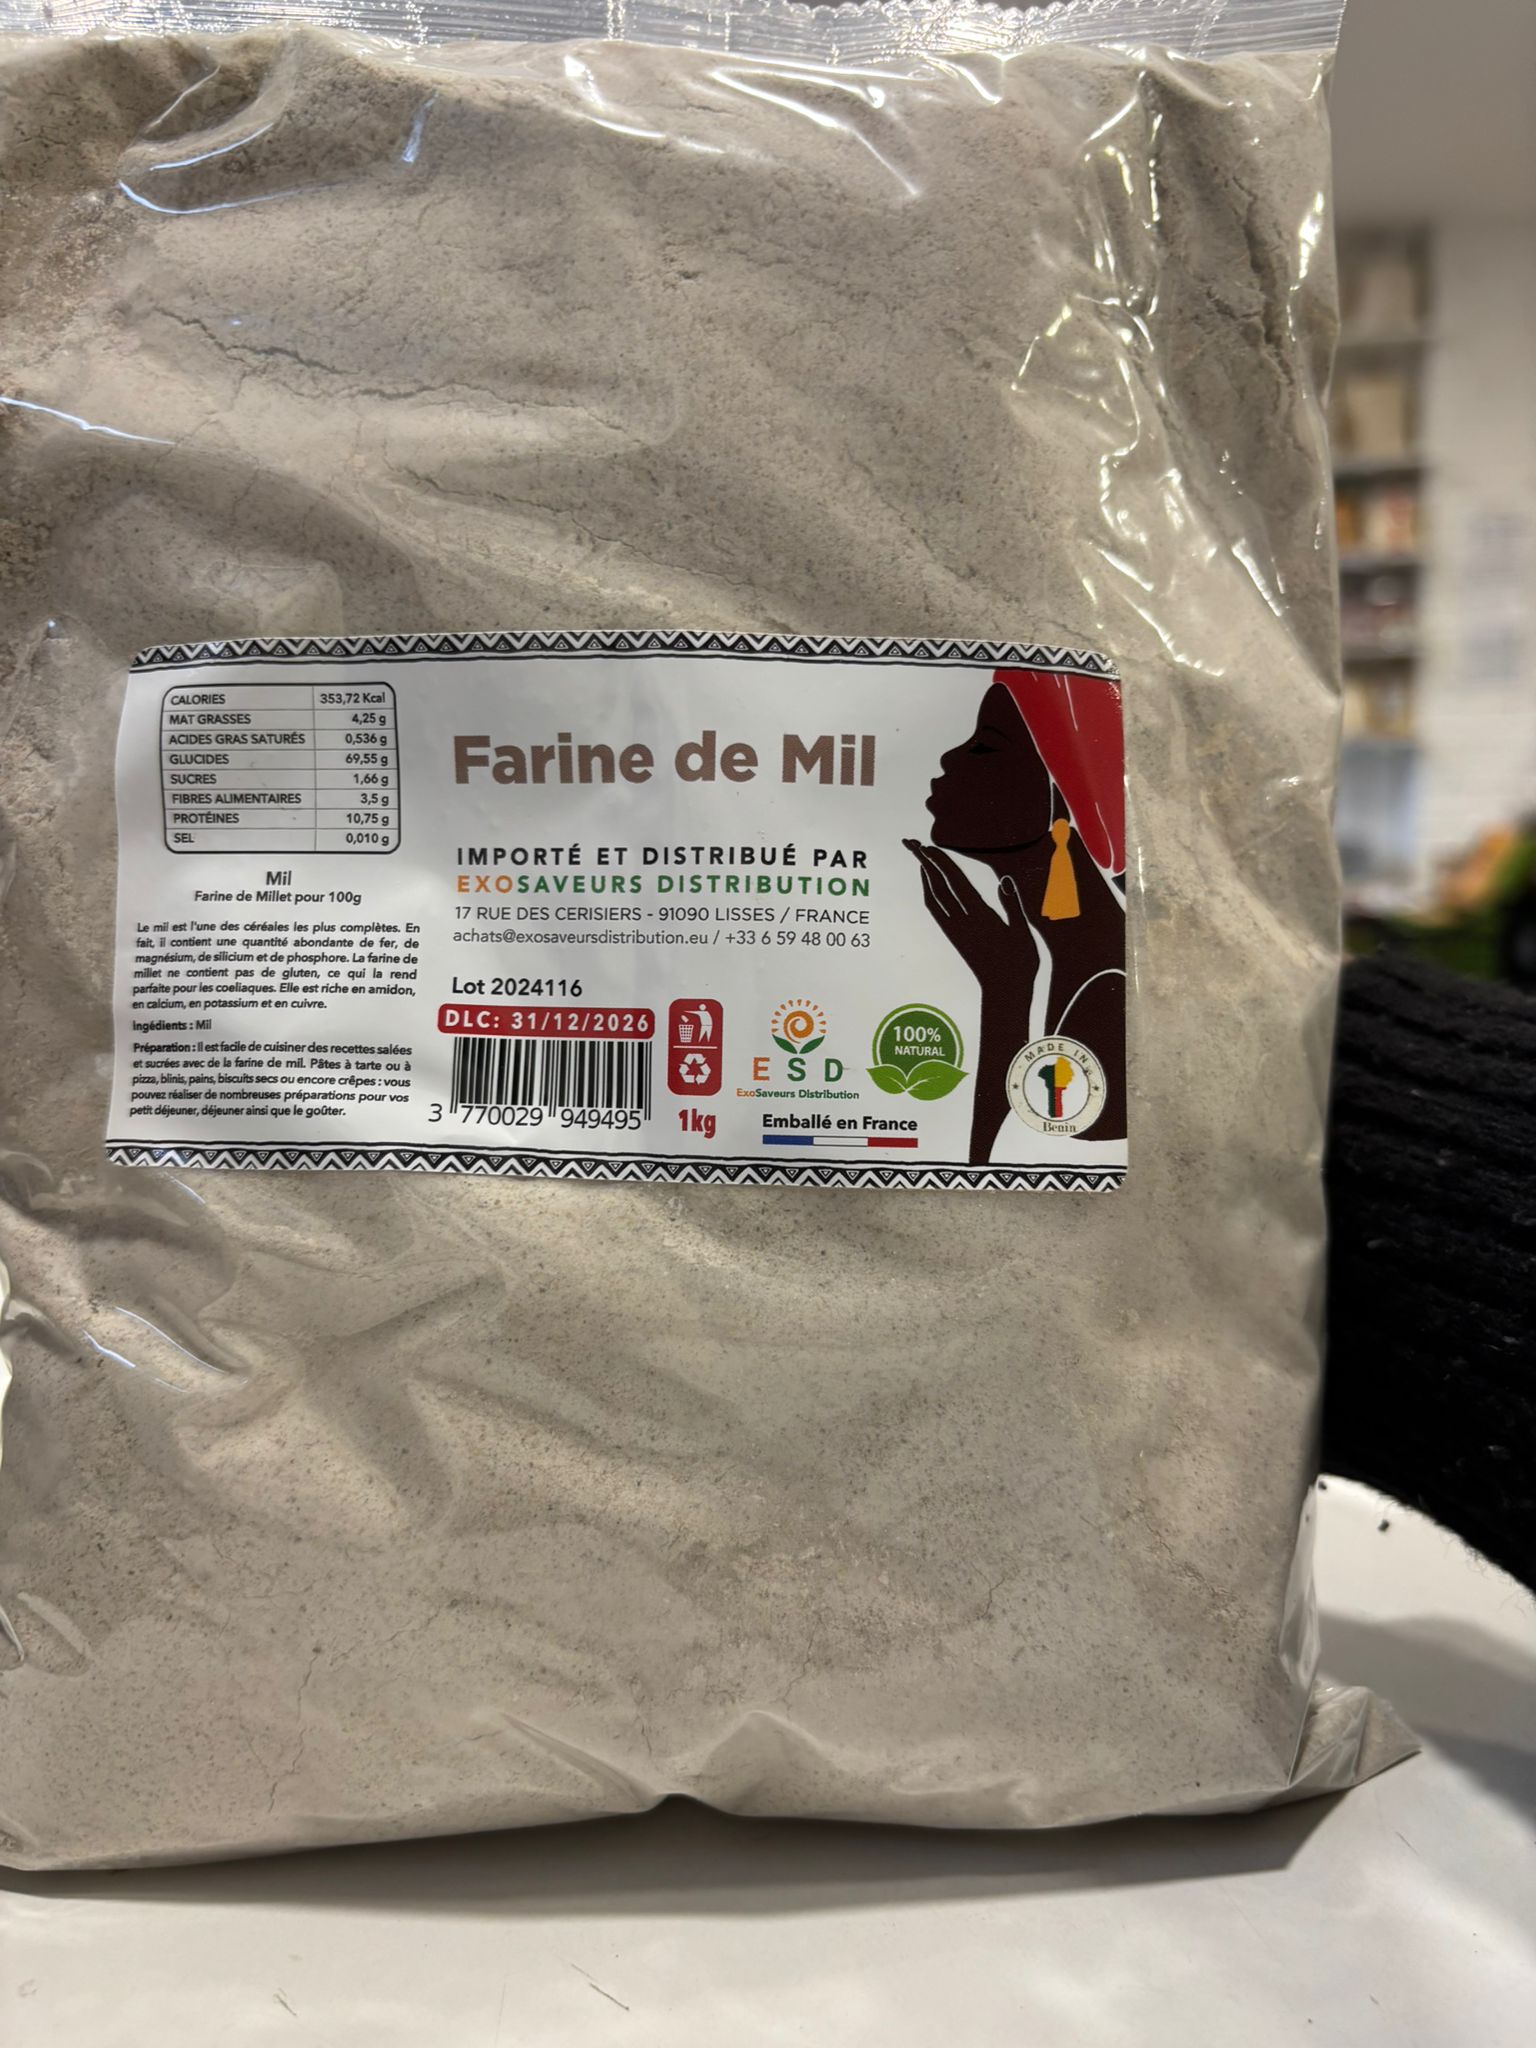 CALORIES 353,72 Kcal
MAT GRASSES 4,25 g
ACIDES GRAS SATURÉS 0,536 g
GLUCIDES 69,55 g
SUCRES 1,66 g
FIBRES ALIMENTAIRES 3,5 g
PROTÉINES 10,75 g
SEL 0,010 g
Mil
Farine de Millet pour 100g
Le mil est l'une des céréales les plus complètes. En
fait, il contient une quantité abondante de fer, de
magnésium, de silicium et de phosphore. La farine de
millet ne contient pas de gluten, ce qui la rend
parfaite pour les coeliaques. Elle est riche en amidon,
en calcium, en potassium et en cuivre.
Ingédients : Mil
Préparation : Il est facile de cuisiner des recettes salées
et sucrées avec de la farine de mil. Pâtes à tarte ou à
pizza, blinis, pains, biscuits secs ou encore crêpes : vous
pouvez réaliser de nombreuses préparations pour vos
petit déjeuner, déjeuner ainsi que le goûter.
Farine de Mil
IMPORTÉ ET DISTRIBUÉ PAR
EXOSAVEURS DISTRIBUTION
17 RUE DES CERISIERS - 91090 LISSES / FRANCE
achats@exosaveursdistribution.eu / +33 6 59 48 00 63
Lot 2024116
DLC: 31/12/2026
3 770029 949495
1kg
E S D
ExoSaveurs Distribution
100%
NATURAL
Emballé en France
MADE IN
Benin